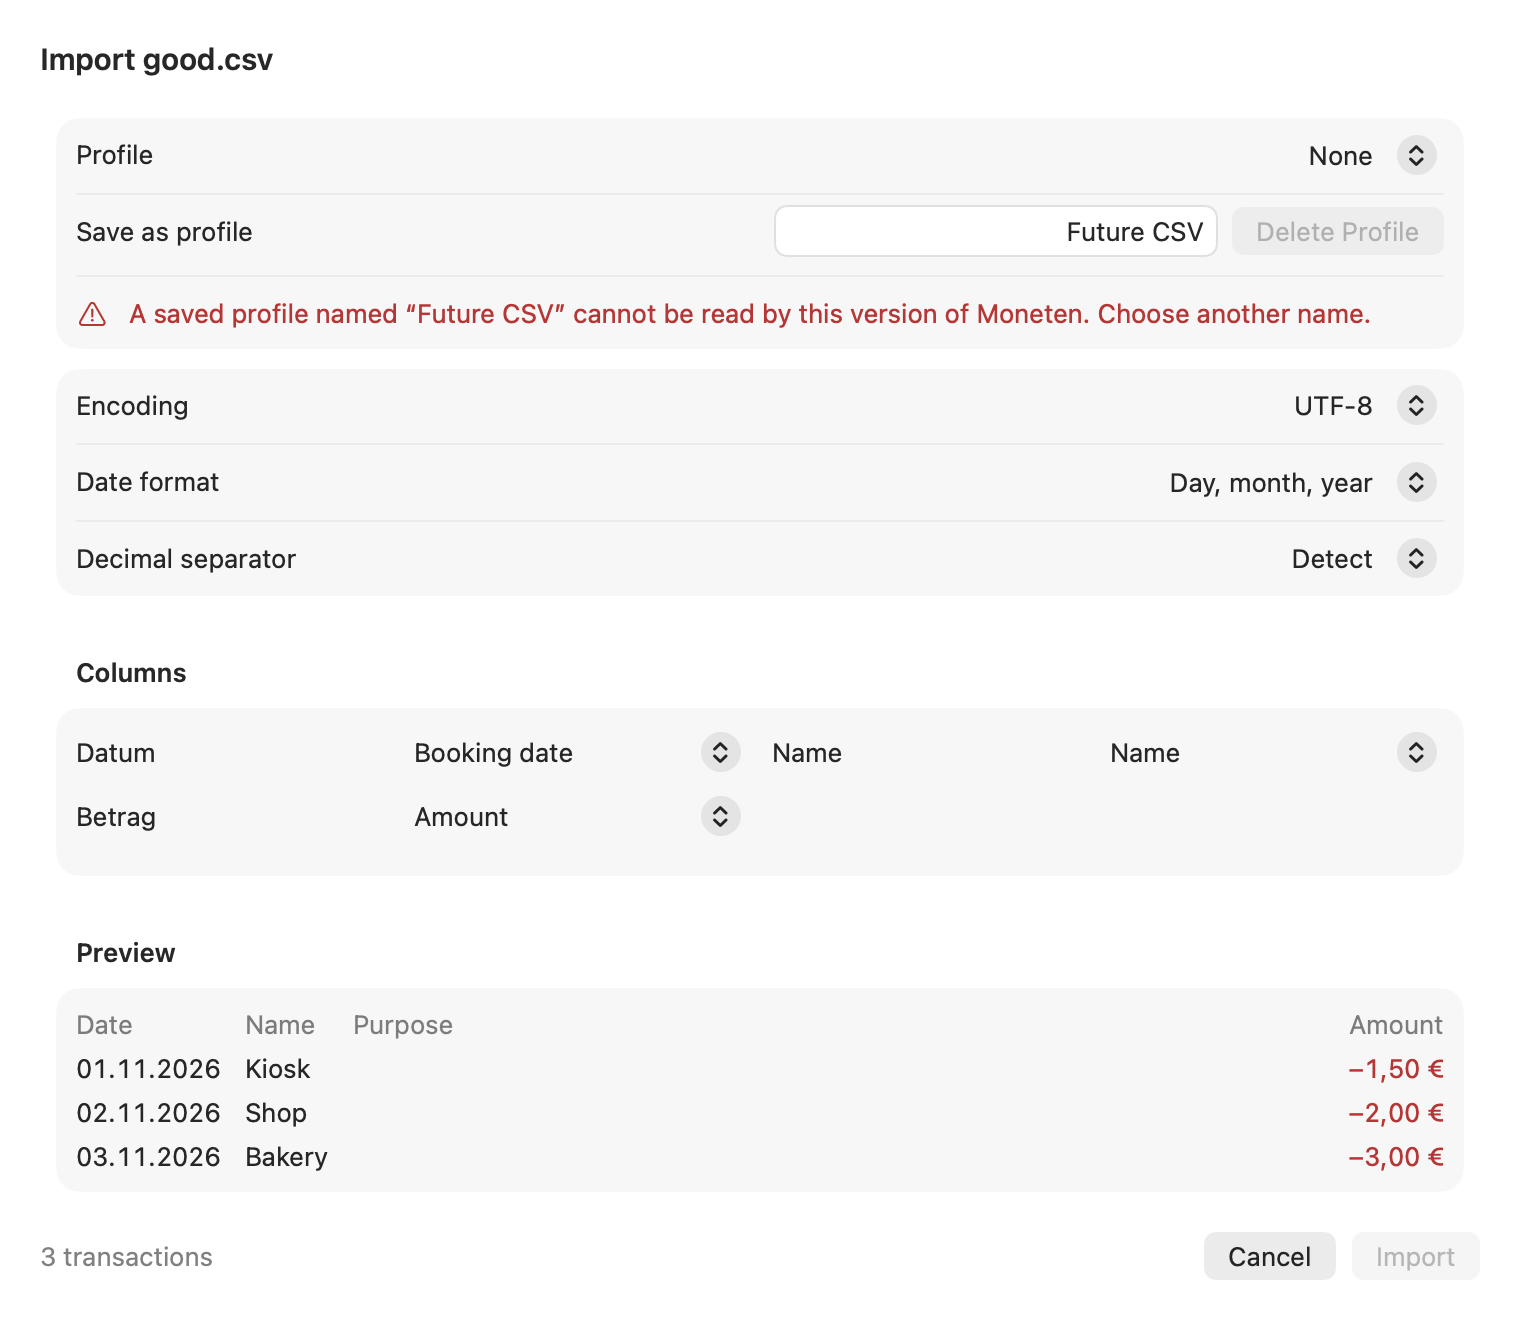 Import good.csv
Profile None
Save as profile Future CSV Delete Profile
A saved profile named “Future CSV” cannot be read by this version of Moneten. Choose another name.
Encoding UTF-8
Date format Day, month, year
Decimal separator Detect
Columns
Datum Booking date Name Name
Betrag Amount
Preview
Date Name Purpose Amount
01.11.2026 Kiosk −1,50 €
02.11.2026 Shop −2,00 €
03.11.2026 Bakery −3,00 €
3 transactions Cancel Import